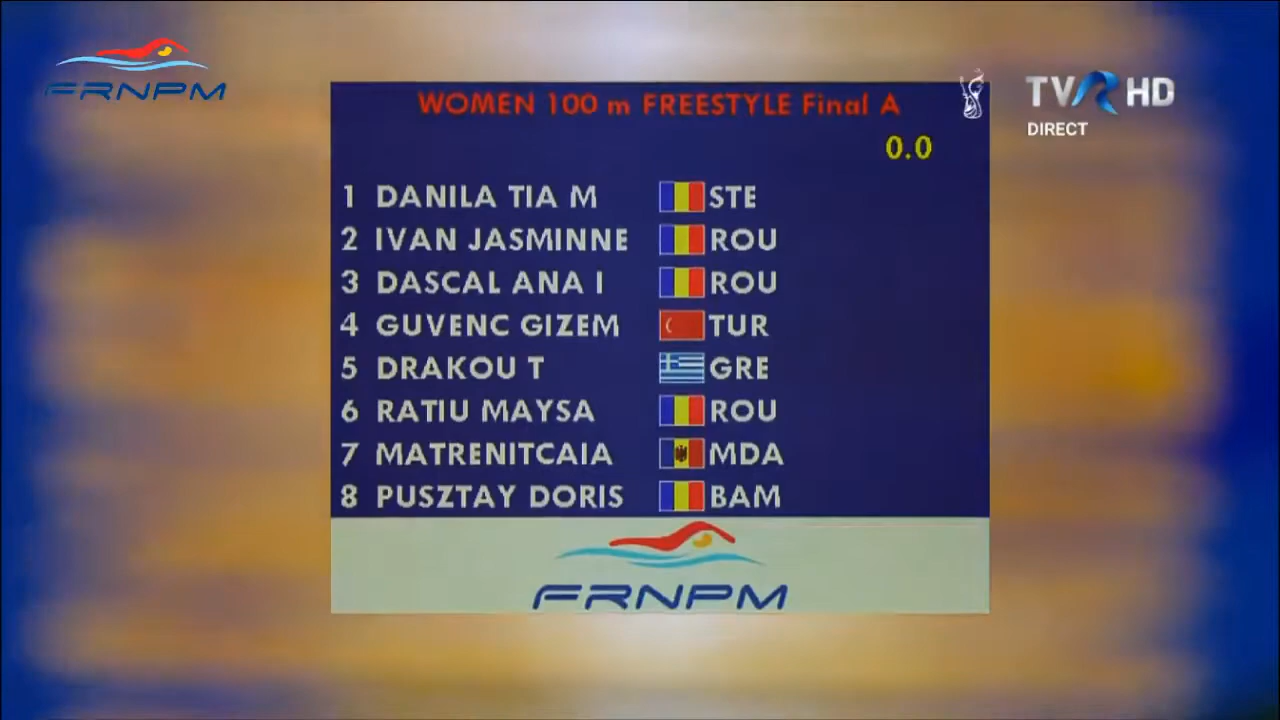 FRNPM
TVR HD
DIRECT
WOMEN 100 m FREESTYLE Final A
0.0
1 DANILA TIA M STE
2 IVAN JASMINNE ROU
3 DASCAL ANA I ROU
4 GUVENC GIZEM TUR
5 DRAKOU T GRE
6 RATIU MAYSA ROU
7 MATRENITCAIA MDA
8 PUSZTAY DORIS BAM
FRNPM